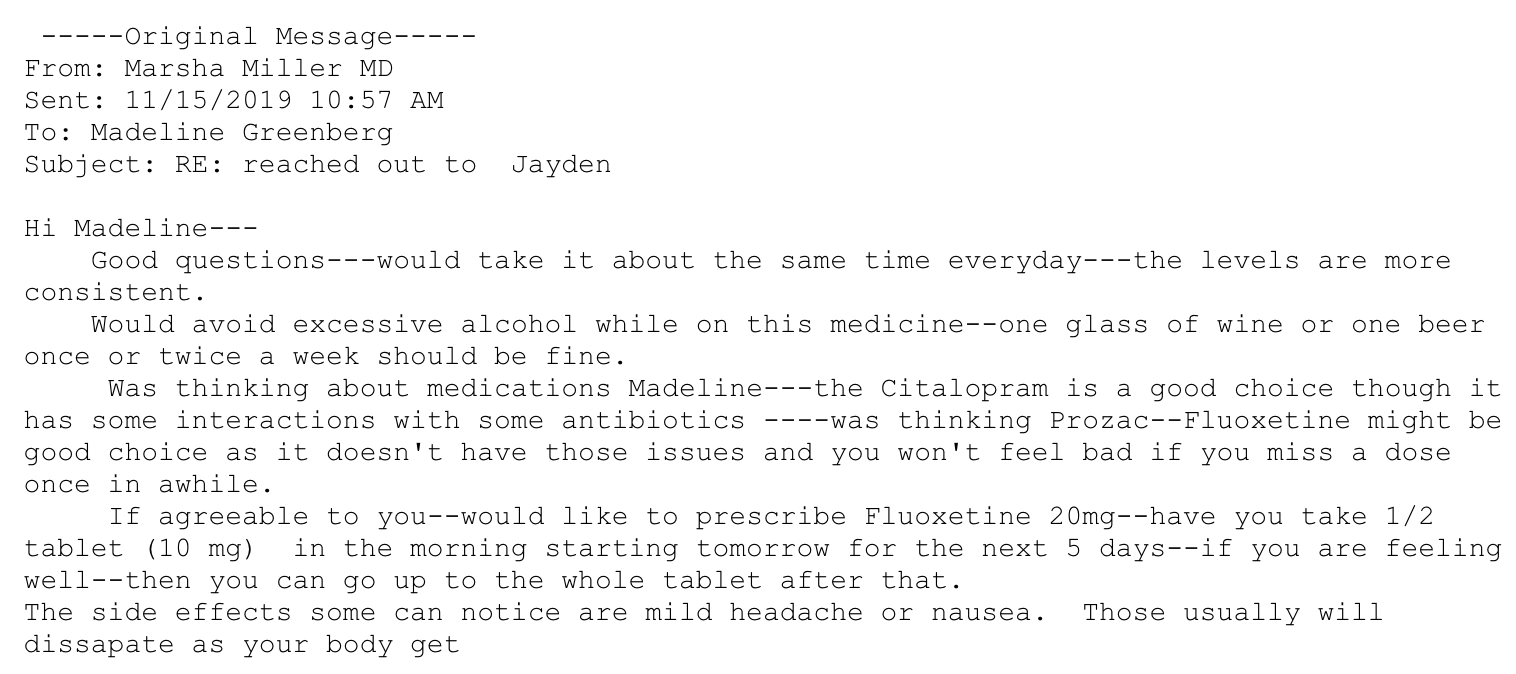 -----Original Message-----
From: Marsha Miller MD
Sent: 11/15/2019 10:57 AM
To: Madeline Greenberg
Subject: RE: reached out to  Jayden

Hi Madeline---
    Good questions---would take it about the same time everyday---the levels are more
consistent.
    Would avoid excessive alcohol while on this medicine--one glass of wine or one beer
once or twice a week should be fine.
     Was thinking about medications Madeline---the Citalopram is a good choice though it
has some interactions with some antibiotics ----was thinking Prozac--Fluoxetine might be
good choice as it doesn't have those issues and you won't feel bad if you miss a dose
once in awhile.
     If agreeable to you--would like to prescribe Fluoxetine 20mg--have you take 1/2
tablet (10 mg)  in the morning starting tomorrow for the next 5 days--if you are feeling
well--then you can go up to the whole tablet after that.
The side effects some can notice are mild headache or nausea.  Those usually will
dissapate as your body get